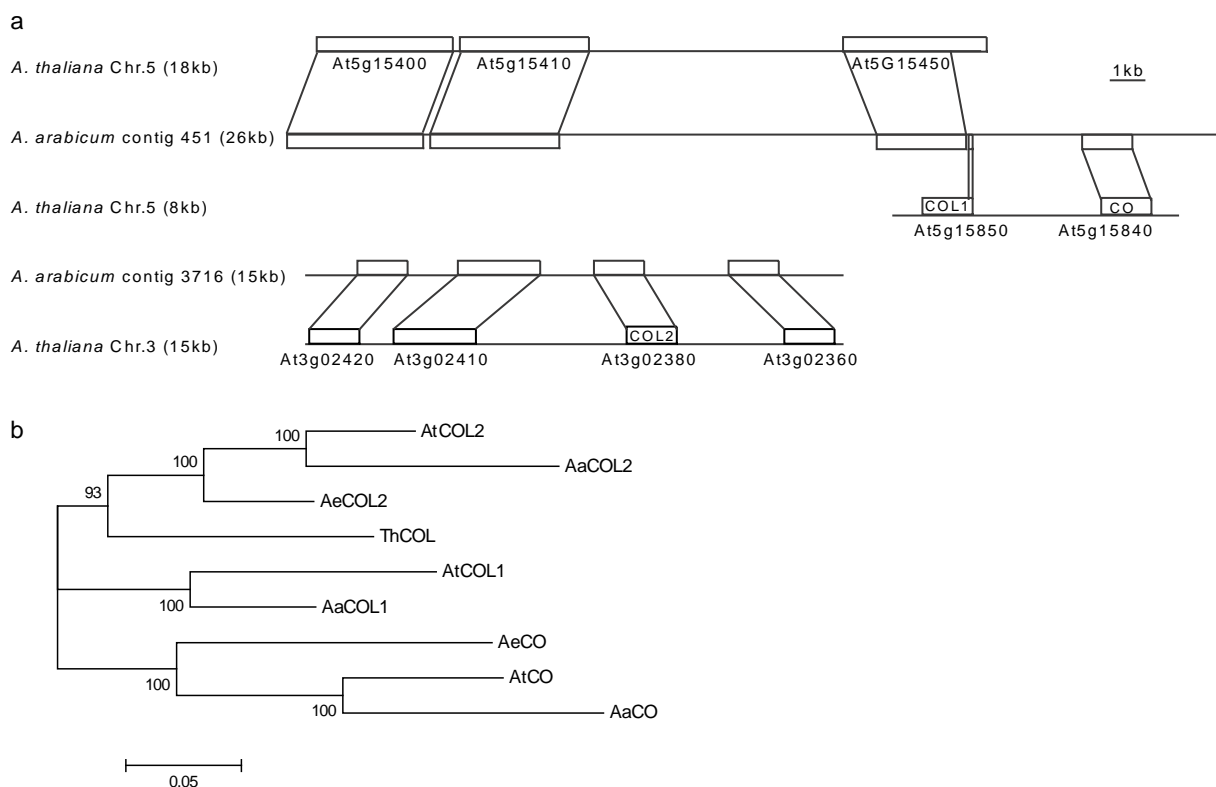 a
A. thaliana Chr.5 (18kb)
At5g15400 At5g15410 At5G15450
1kb
A. arabicum contig 451 (26kb)
A. thaliana Chr.5 (8kb)
COL1 CO
At5g15850 At5g15840
A. arabicum contig 3716 (15kb)
A. thaliana Chr.3 (15kb)
COL2
At3g02420 At3g02410 At3g02380 At3g02360
b
100 AtCOL2
100 AaCOL2
93 AeCOL2
ThCOL
AtCOL1
100 AaCOL1
AeCO
100 AtCO
100 AaCO
0.05